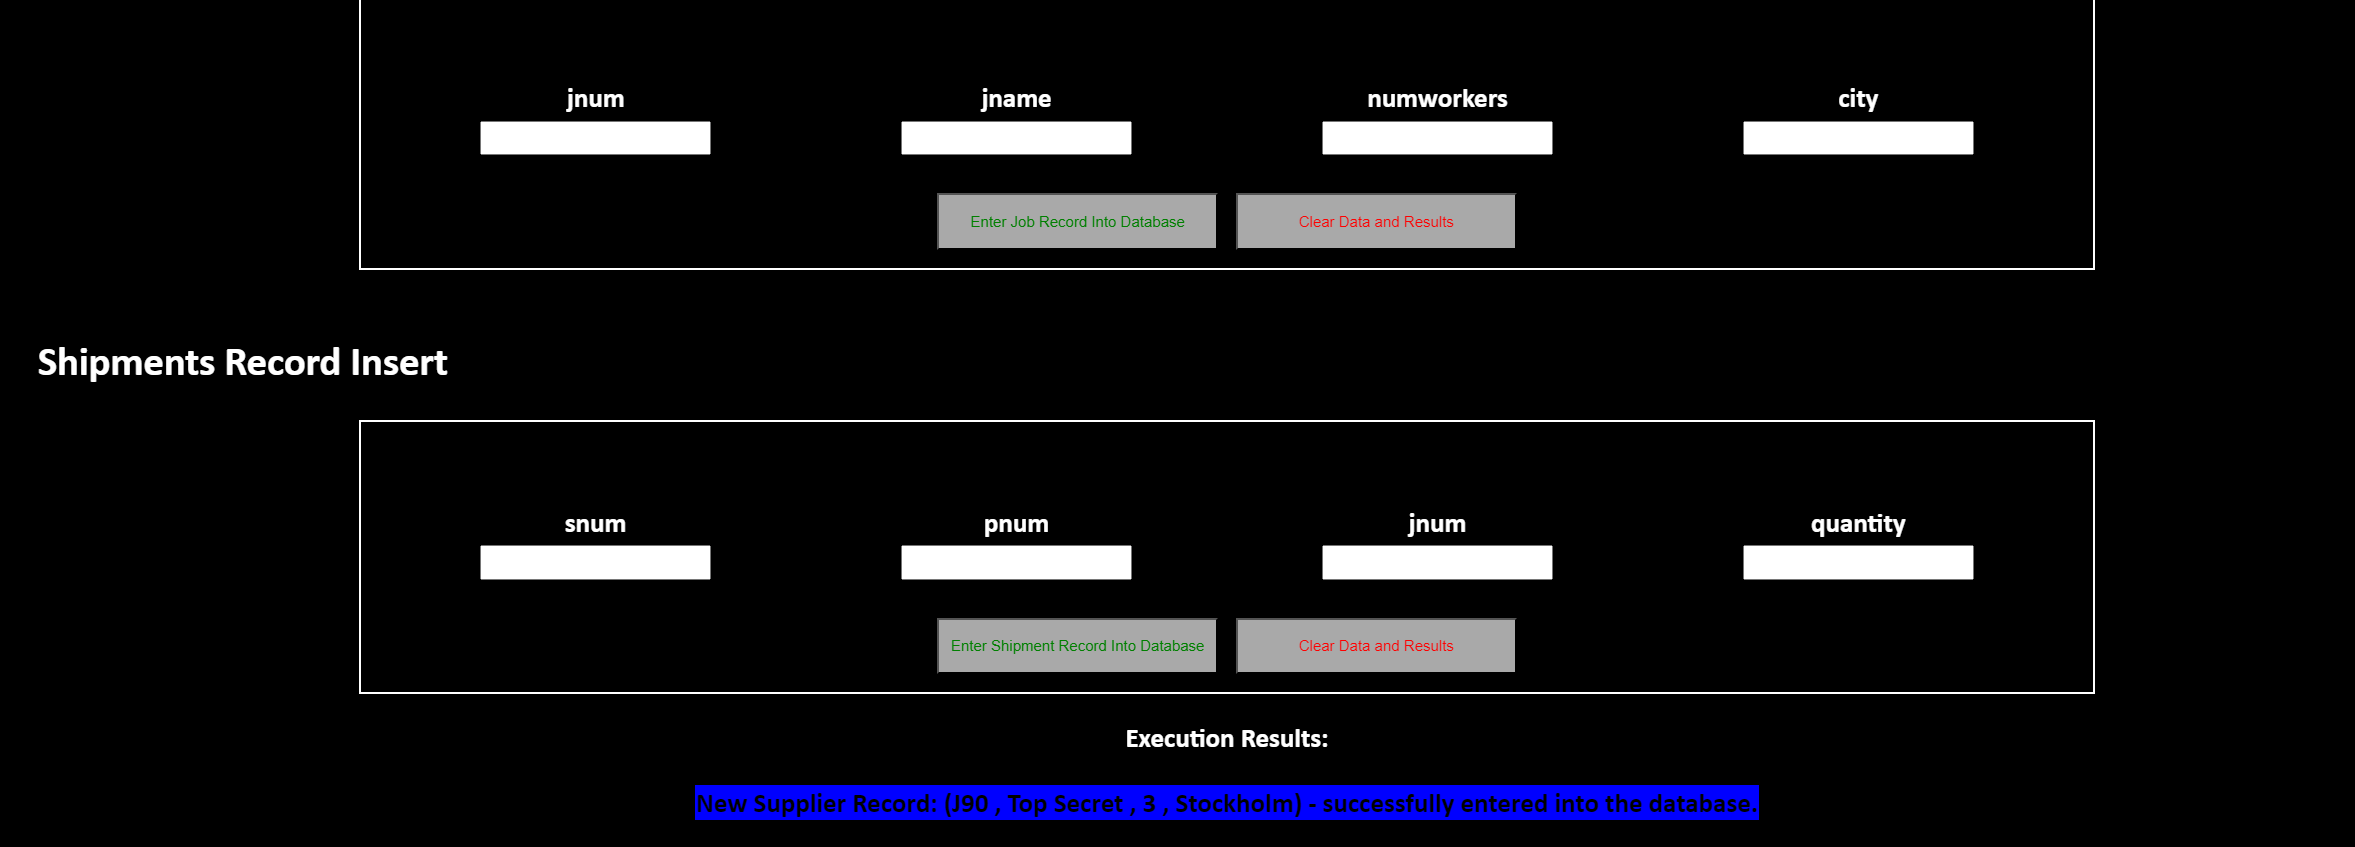 jnum jname numworkers city
Enter Job Record Into Database Clear Data and Results
Shipments Record Insert
snum pnum jnum quantity
Enter Shipment Record Into Database Clear Data and Results
Execution Results:
New Supplier Record: (J90 , Top Secret , 3 , Stockholm) - successfully entered into the database.